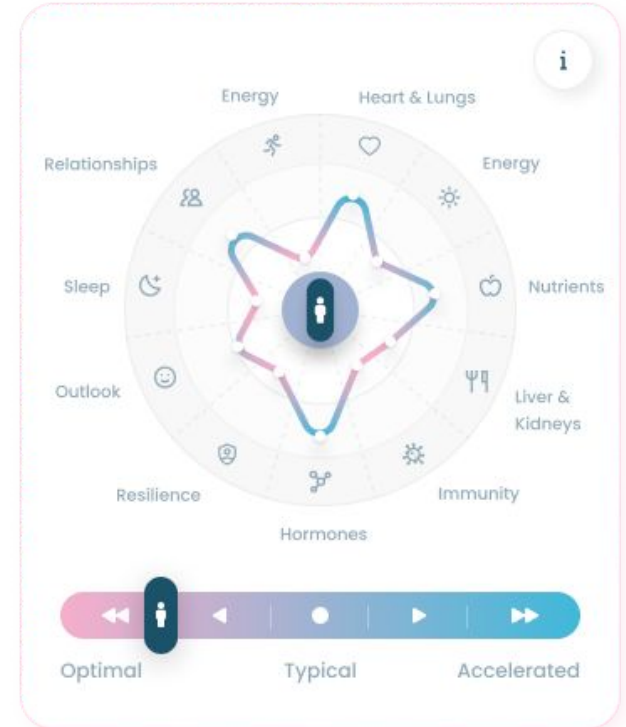 i
Energy
Heart & Lungs
Relationships
Energy
Sleep
Nutrients
Outlook
Liver &
Kidneys
Resilience
Immunity
Hormones
Optimal
Typical
Accelerated